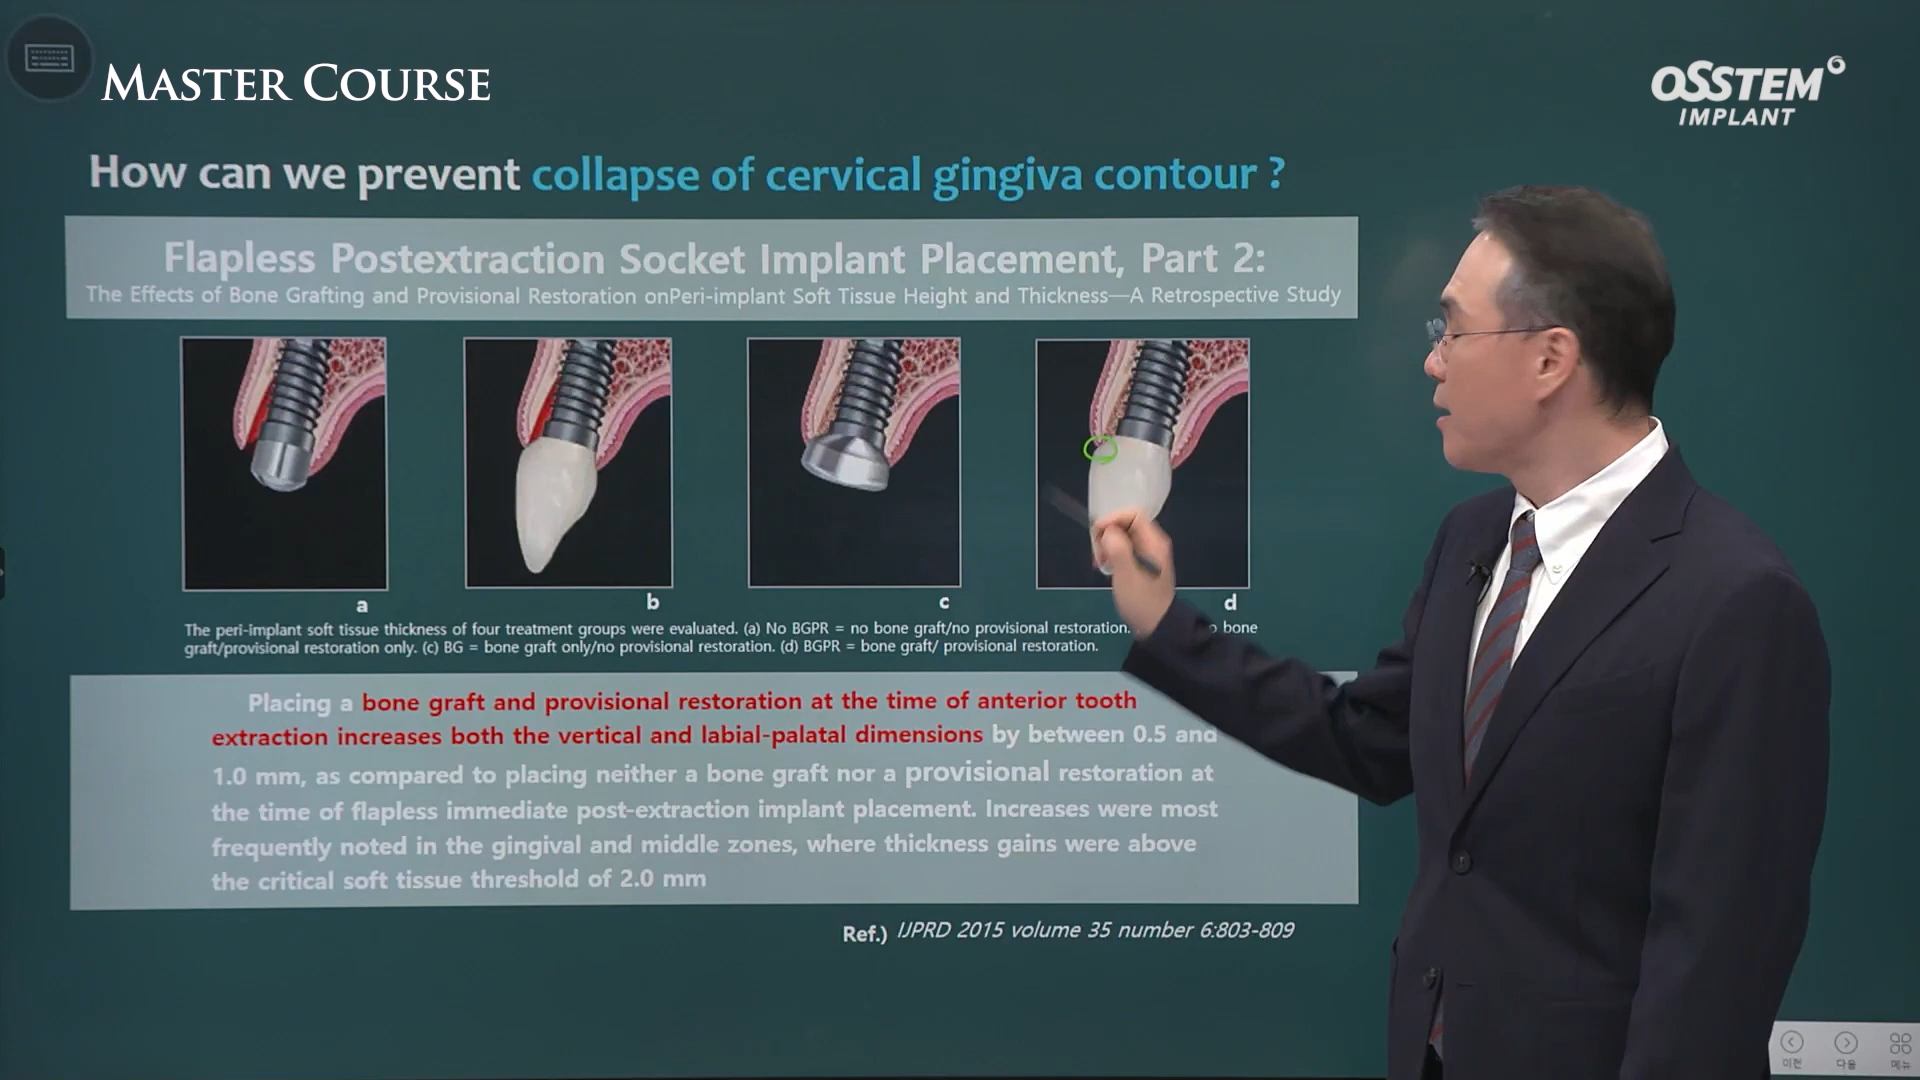 MASTER COURSE
OSSTEM
IMPLANT
How can we prevent collapse of cervical gingiva contour ?
Flapless Postextraction Socket Implant Placement, Part 2:
The Effects of Bone Grafting and Provisional Restoration onPeri-implant Soft Tissue Height and Thickness—A Retrospective Study
a
b
c
d
The peri-implant soft tissue thickness of four treatment groups were evaluated. (a) No BGPR = no bone graft/no provisional restoration. bone
graft/provisional restoration only. (c) BG = bone graft only/no provisional restoration. (d) BGPR = bone graft/ provisional restoration.
Placing a bone graft and provisional restoration at the time of anterior tooth
extraction increases both the vertical and labial-palatal dimensions by between 0.5 and
1.0 mm, as compared to placing neither a bone graft nor a provisional restoration at
the time of flapless immediate post-extraction implant placement. Increases were most
frequently noted in the gingival and middle zones, where thickness gains were above
the critical soft tissue threshold of 2.0 mm
Ref.) IJPRD 2015 volume 35 number 6:803-809
이전
다음
메뉴